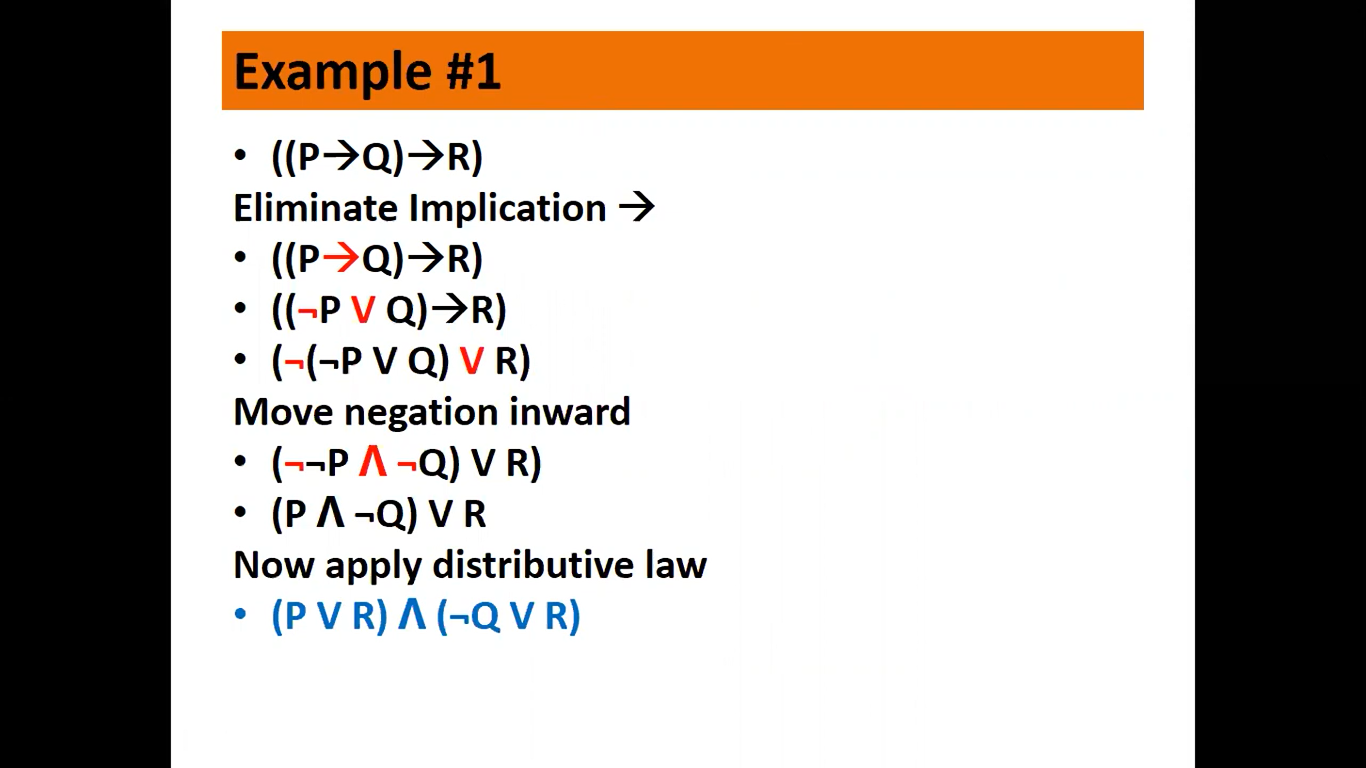 Example #1
• ((P→Q)→R)
Eliminate Implication →
• ((P→Q)→R)
• ((¬P V Q)→R)
• (¬(¬P V Q) V R)
Move negation inward
• (¬¬P Λ ¬Q) V R)
• (P Λ ¬Q) V R
Now apply distributive law
• (P V R) Λ (¬Q V R)